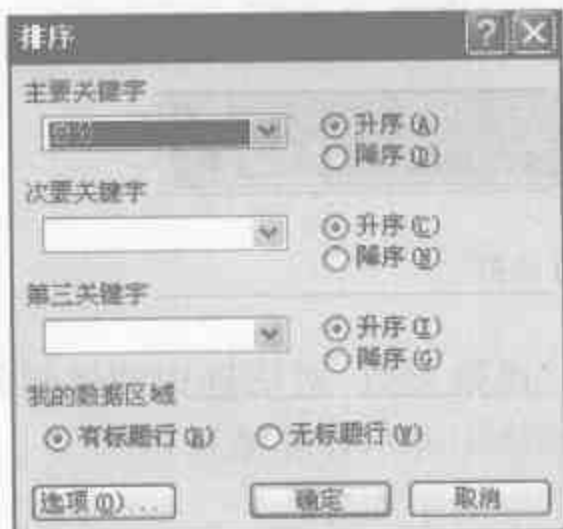 排序
主要关键字
升序(A)
降序(D)
次要关键字
升序(C)
降序(N)
第三关键字
升序(I)
降序(G)
我的数据区域
有标题行(R) 无标题行(W)
选项(O)... 确定 取消